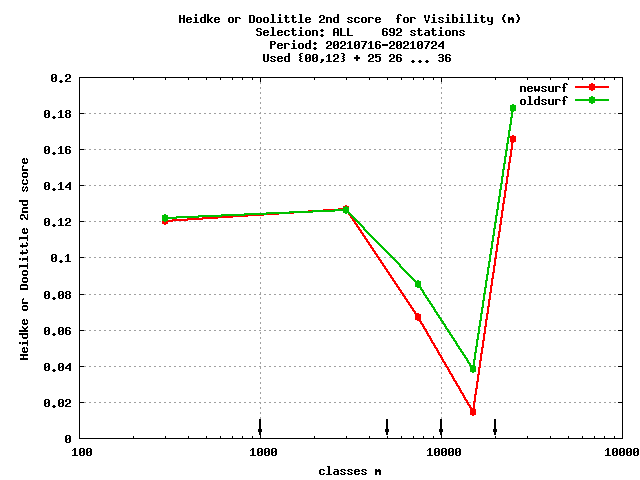 Heidke or Doolittle 2nd score  for Visibility (m)
Selection: ALL    692 stations
Period: 20210716-20210724
Used {00,12} + 25 26 ... 36
newsurf
oldsurf
Heidke or Doolittle 2nd score
0.2
0.18
0.16
0.14
0.12
0.1
0.08
0.06
0.04
0.02
0
100 1000 10000 10000
classes m